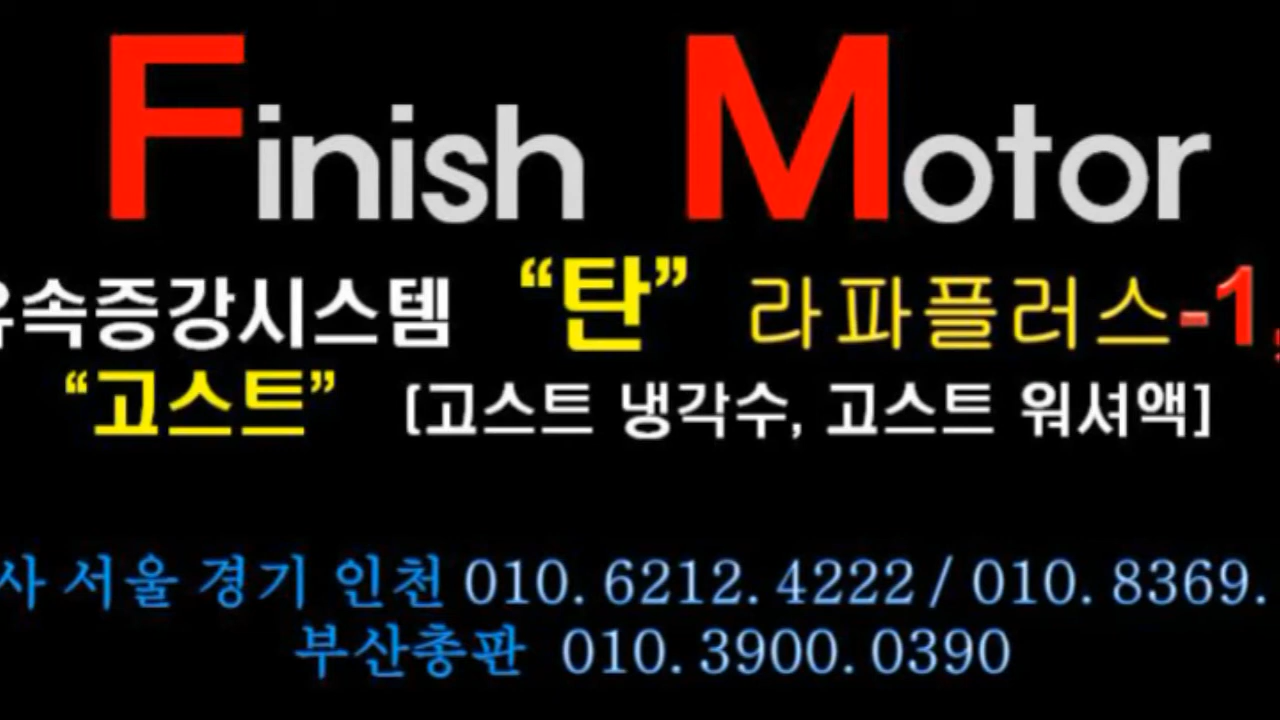 Finish Motor
유속증강시스템 “탄” 라파플러스-1,
“고스트” [고스트 냉각수, 고스트 워셔액]
사 서울 경기 인천 010. 6212. 4222 / 010. 8369.
부산총판 010. 3900. 0390